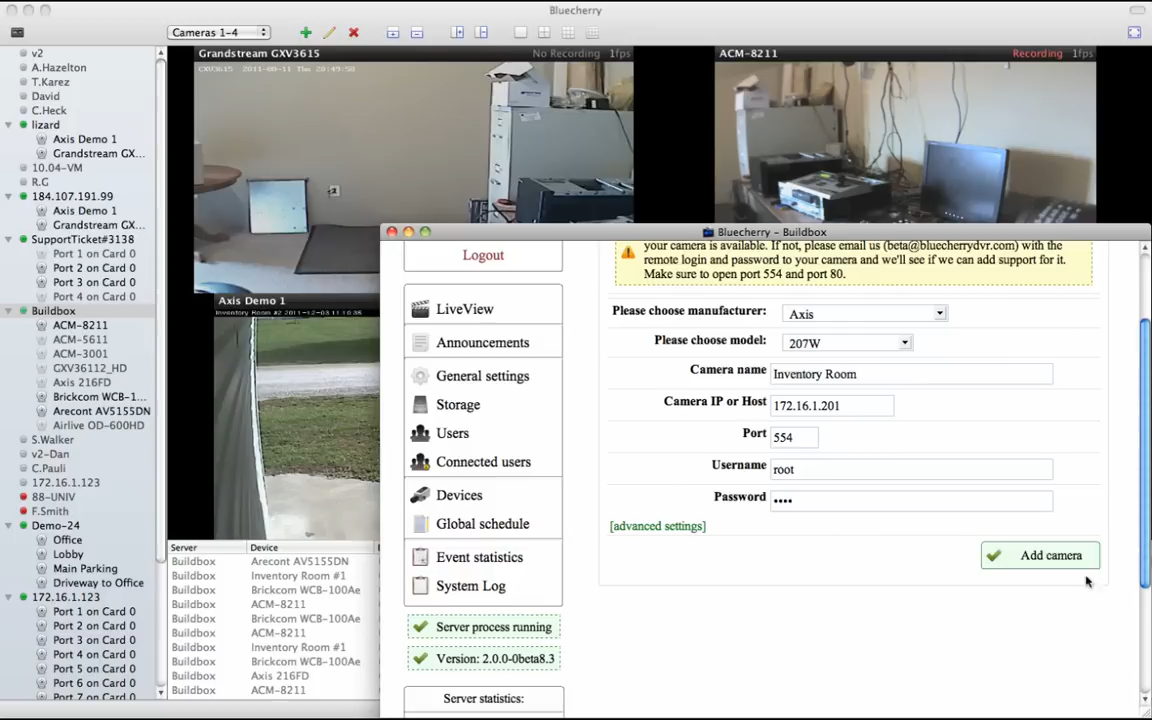 Bluecherry
Cameras 1-4
v2
A.Hazelton
T.Karez
David
C.Heck
lizard
Axis Demo 1
Grandstream GX...
10.04-VM
R.G
184.107.191.99
Axis Demo 1
Grandstream GX...
SupportTicket#3138
Port 1 on Card 0
Port 2 on Card 0
Port 3 on Card 0
Port 4 on Card 0
Buildbox
ACM-8211
ACM-5611
ACM-3001
GXV36112_HD
Axis 216FD
Brickcom WCB-1...
Arecont AV5155DN
Airlive OD-600HD
S.Walker
v2-Dan
C.Pauli
172.16.1.123
88-UNIV
F.Smith
Demo-24
Office
Lobby
Main Parking
Driveway to Office
172.16.1.123
Port 1 on Card 0
Port 2 on Card 0
Port 3 on Card 0
Port 4 on Card 0
Port 5 on Card 0
Port 6 on Card 0
Port 7 on Card 0
Grandstream GXV3615 No Recording 1fps
ACM-8211 Recording 1fps
Axis Demo 1
Server Device
Buildbox Arecont AV5155DN
Buildbox Inventory Room #1
Buildbox Brickcom WCB-100Ae
Buildbox ACM-8211
Buildbox Brickcom WCB-100Ae
Buildbox ACM-8211
Buildbox Inventory Room #1
Buildbox Brickcom WCB-100Ae
Buildbox Axis 216FD
Buildbox ACM-8211
Bluecherry - Buildbox
Logout
LiveView
Announcements
General settings
Storage
Users
Connected users
Devices
Global schedule
Event statistics
System Log
Server process running
Version: 2.0.0-0beta8.3
Server statistics:
your camera is available. If not, please email us (beta@bluecherrydvr.com) with the
remote login and password to your camera and we'll see if we can add support for it.
Make sure to open port 554 and port 80.
Please choose manufacturer: Axis
Please choose model: 207W
Camera name Inventory Room
Camera IP or Host 172.16.1.201
Port 554
Username root
Password ••••
[advanced settings]
Add camera